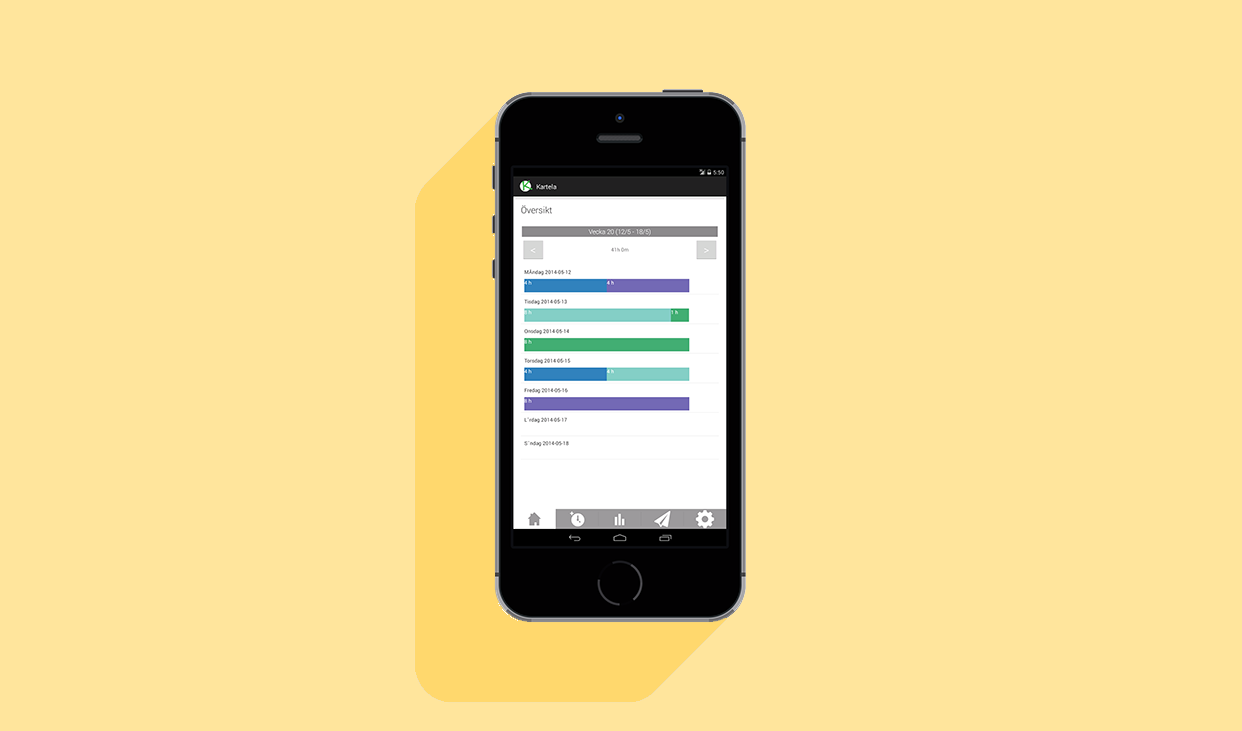 5:50
Kartela
Översikt
Vecka 20 (12/5 - 18/5)
< 41h 0m >
MÂndag 2014-05-12
4 h 4 h
Tisdag 2014-05-13
8 h 1 h
Onsdag 2014-05-14
8 h
Torsdag 2014-05-15
4 h 4 h
Fredag 2014-05-16
8 h
L¨rdag 2014-05-17
S¨ndag 2014-05-18